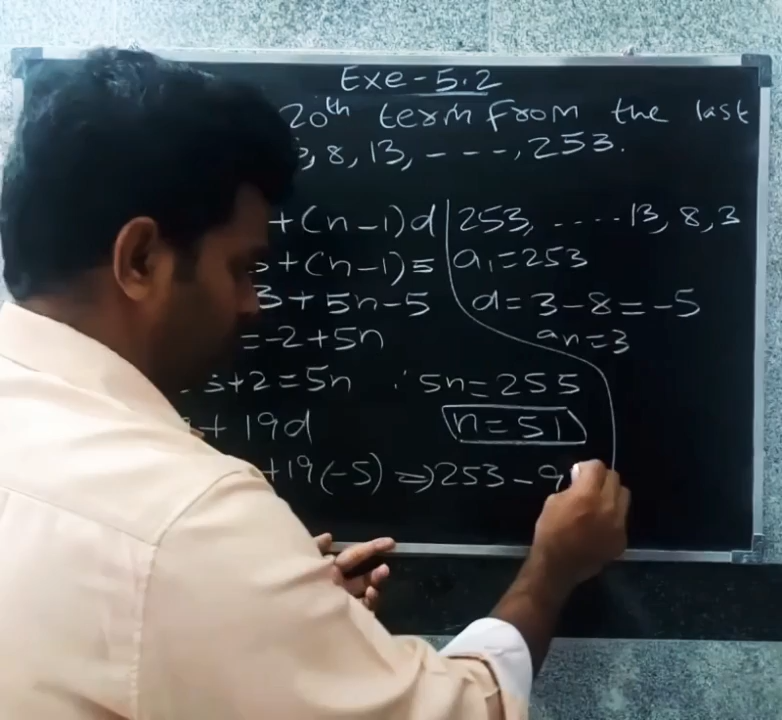 Exe-5.2
20th term from the last
, 8, 13, - - - -, 253.
+(n-1)d
253, ..... 13, 8, 3
+(n-1)5
a1=253
3+5n-5
d=3-8=-5
=-2+5n
an=3
+2=5n
5n=255
+19d
n=51
+19(-5) ⇒ 253-9